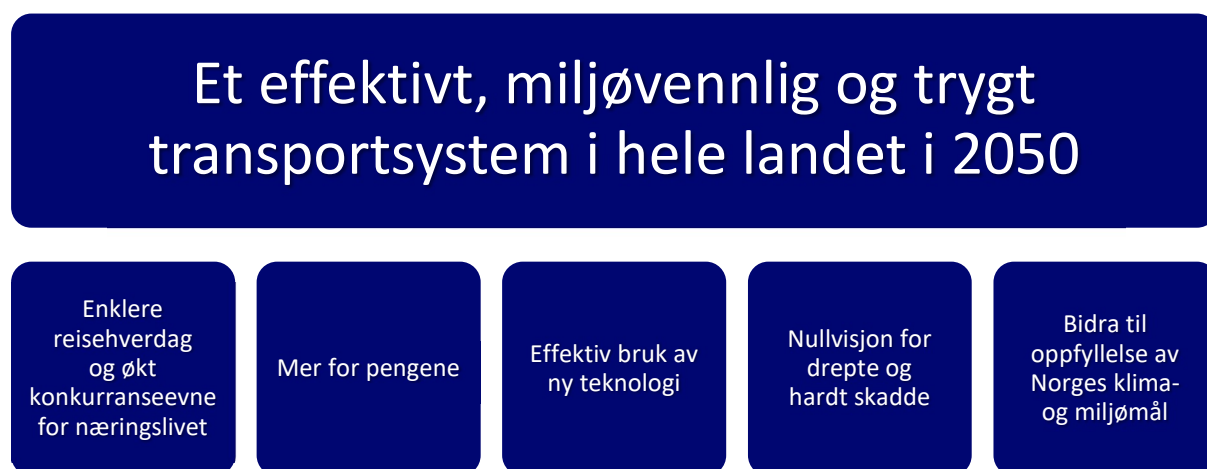 Et effektivt, miljøvennlig og trygt
transportsystem i hele landet i 2050
Enklere
reisehverdag
og økt
konkurranseevne
for næringslivet
Mer for pengene
Effektiv bruk av
ny teknologi
Nullvisjon for
drepte og
hardt skadde
Bidra til
oppfyllelse av
Norges klima-
og miljømål